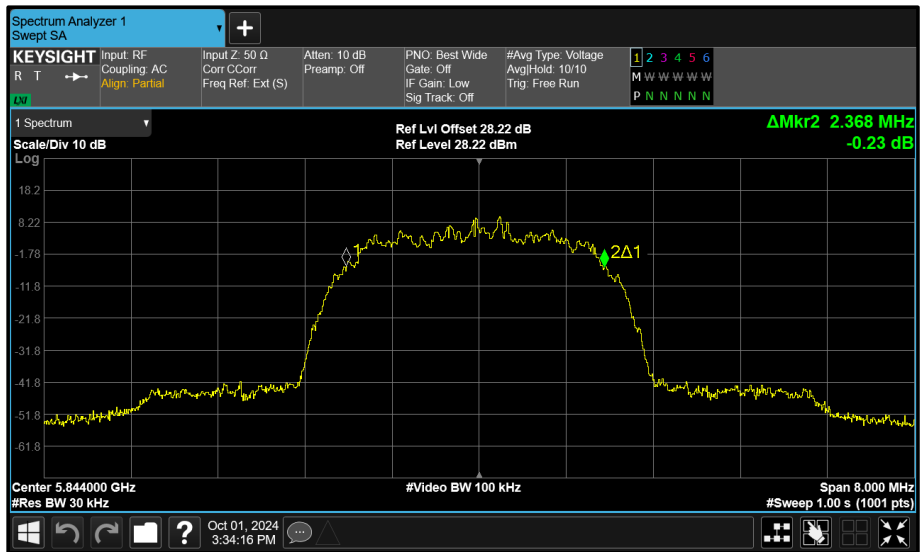 Spectrum Analyzer 1
Swept SA
+
KEYSIGHT
R T
LXI
Input: RF
Coupling: AC
Align: Partial
Input Z: 50 Ω
Corr CCorr
Freq Ref: Ext (S)
Atten: 10 dB
Preamp: Off
PNO: Best Wide
Gate: Off
IF Gain: Low
Sig Track: Off
#Avg Type: Voltage
Avg|Hold: 10/10
Trig: Free Run
1 2 3 4 5 6
M W W W W W
P N N N N N
1 Spectrum
Scale/Div 10 dB
Log
Ref Lvl Offset 28.22 dB
Ref Level 28.22 dBm
ΔMkr2 2.368 MHz
-0.23 dB
18.2
8.22
-1.78
-11.8
-21.8
-31.8
-41.8
-51.8
-61.8
1
2Δ1
Center 5.844000 GHz
#Res BW 30 kHz
#Video BW 100 kHz
Span 8.000 MHz
#Sweep 1.00 s (1001 pts)
?
Oct 01, 2024
3:34:16 PM